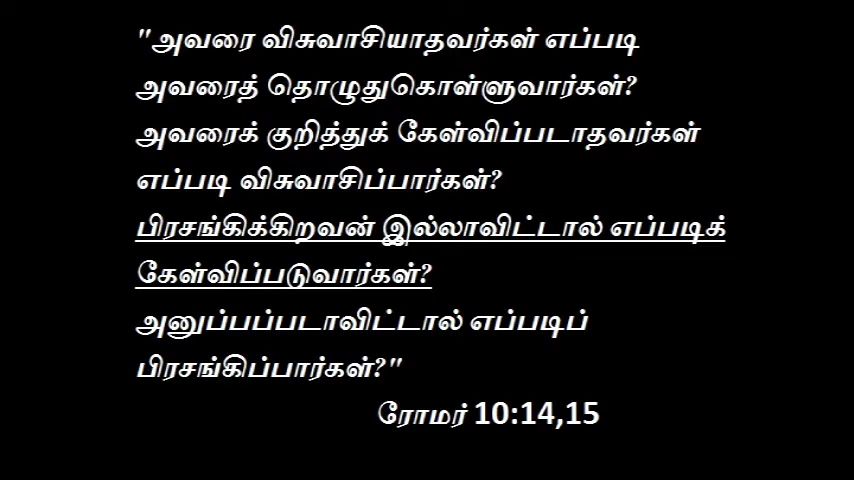 "அவரை விசுவாசியாதவர்கள் எப்படி
அவரைத் தொழுதுகொள்ளுவார்கள்?
அவரைக் குறித்துக் கேள்விப்படாதவர்கள்
எப்படி விசுவாசிப்பார்கள்?
பிரசங்கிக்கிறவன் இல்லாவிட்டால் எப்படிக்
கேள்விப்படுவார்கள்?
அனுப்பப்படாவிட்டால் எப்படிப்
பிரசங்கிப்பார்கள்?"
ரோமர் 10:14,15